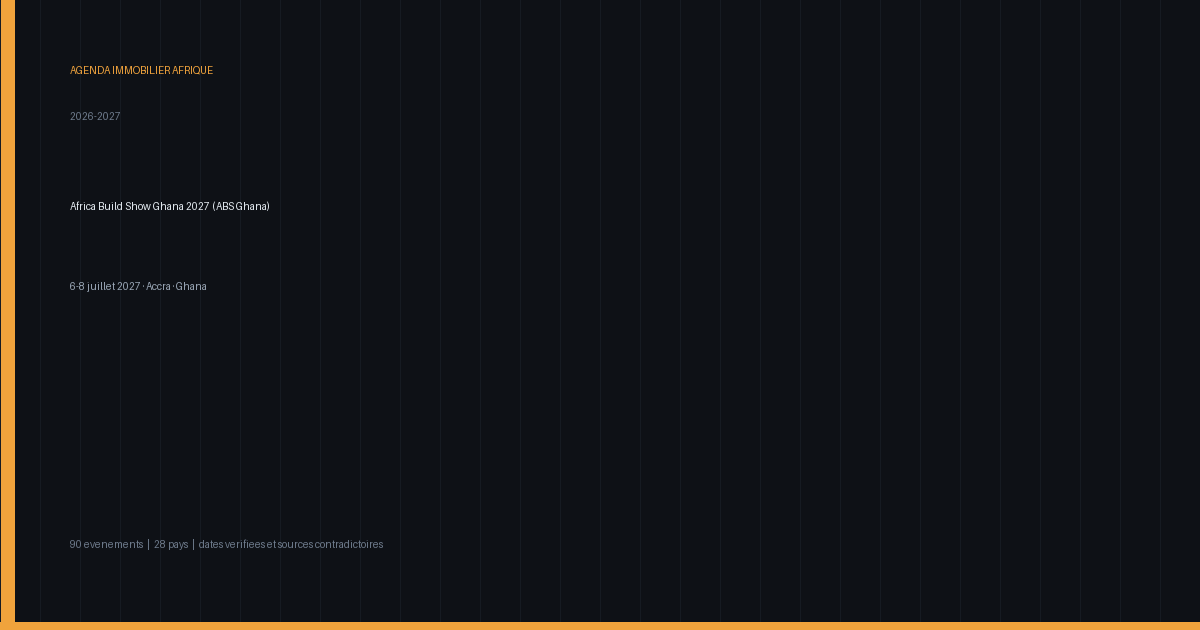 AGENDA IMMOBILIER AFRIQUE
2026-2027
Africa Build Show Ghana 2027 (ABS Ghana)
6-8 juillet 2027 · Accra · Ghana
90 evenements | 28 pays | dates verifiees et sources contradictoires